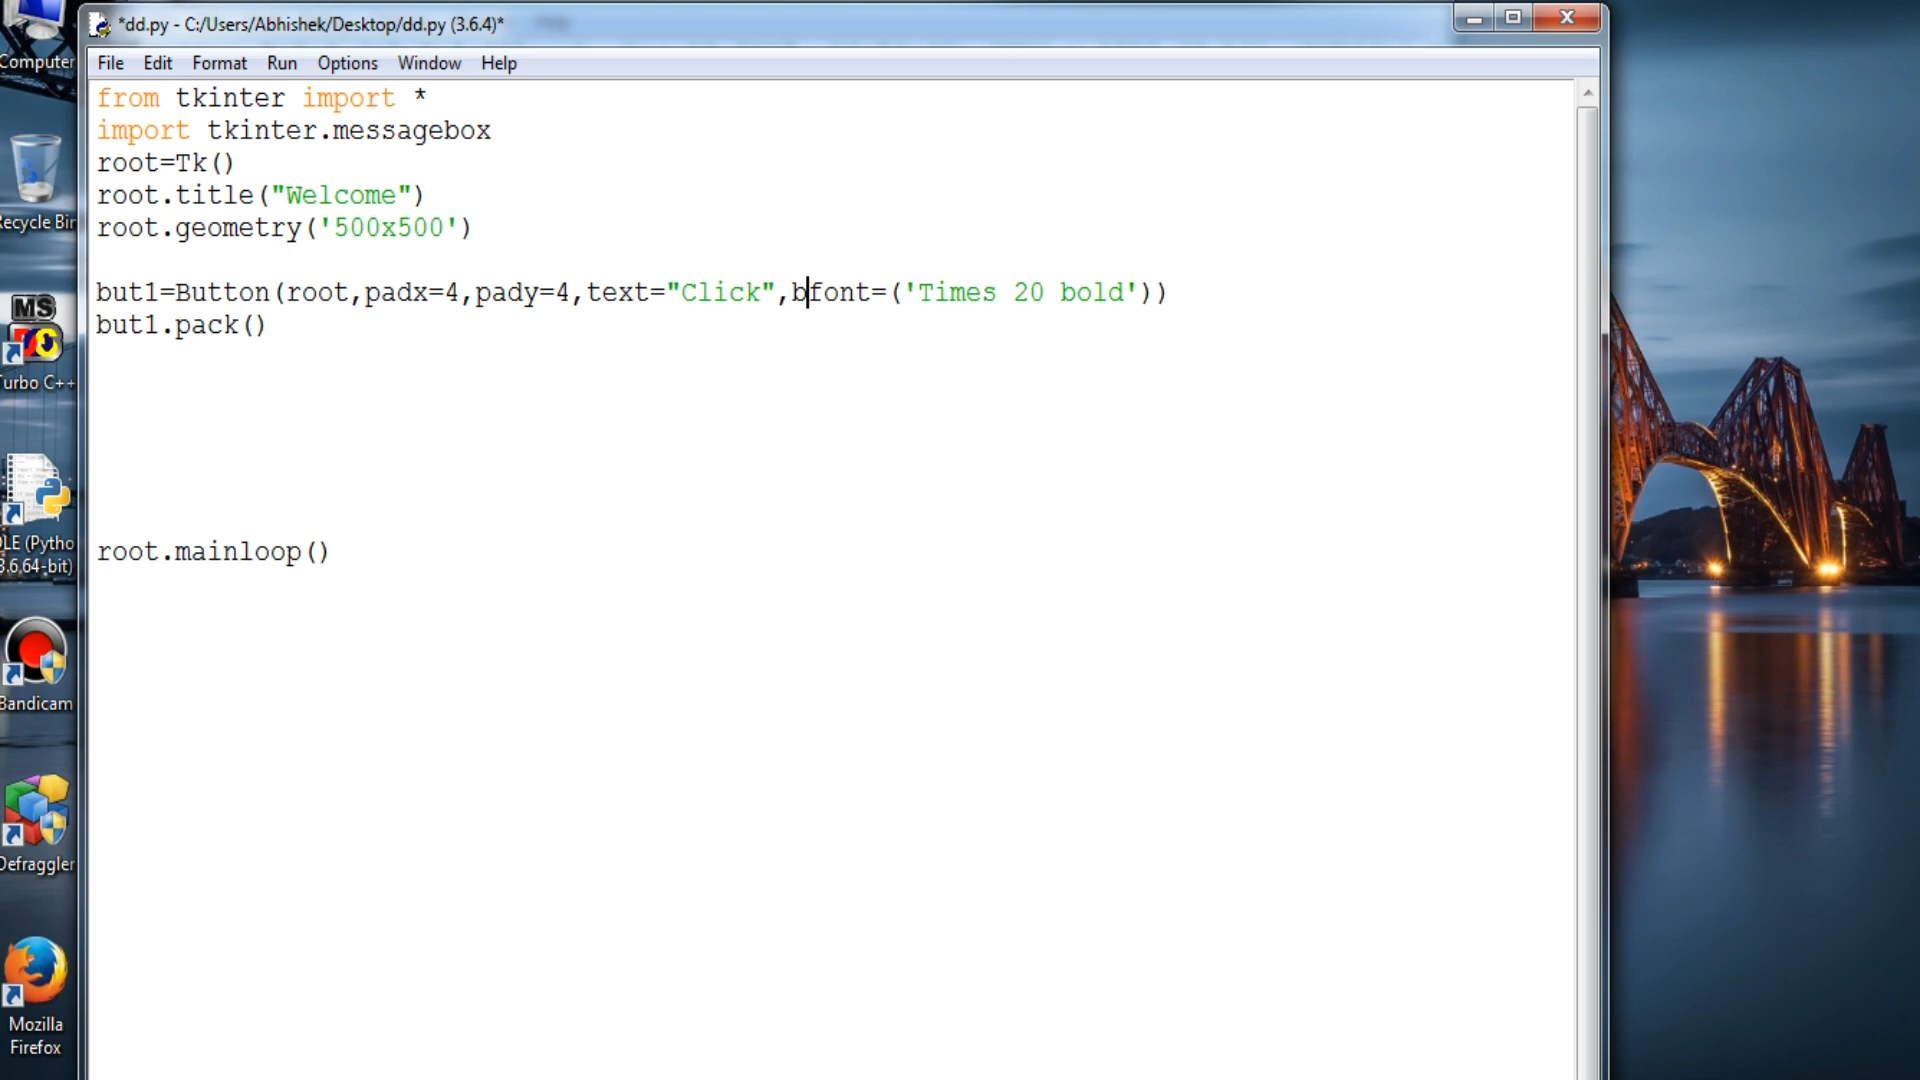 *dd.py - C:/Users/Abhishek/Desktop/dd.py (3.6.4)*
File Edit Format Run Options Window Help
from tkinter import *
import tkinter.messagebox
root=Tk()
root.title("Welcome")
root.geometry('500x500')
but1=Button(root,padx=4,pady=4,text="Click",bfont=('Times 20 bold'))
but1.pack()
root.mainloop()
Computer
Recycle Bin
MS
Turbo C++
IDLE (Pytho
3.6 64-bit)
Bandicam
Defraggler
Mozilla
Firefox